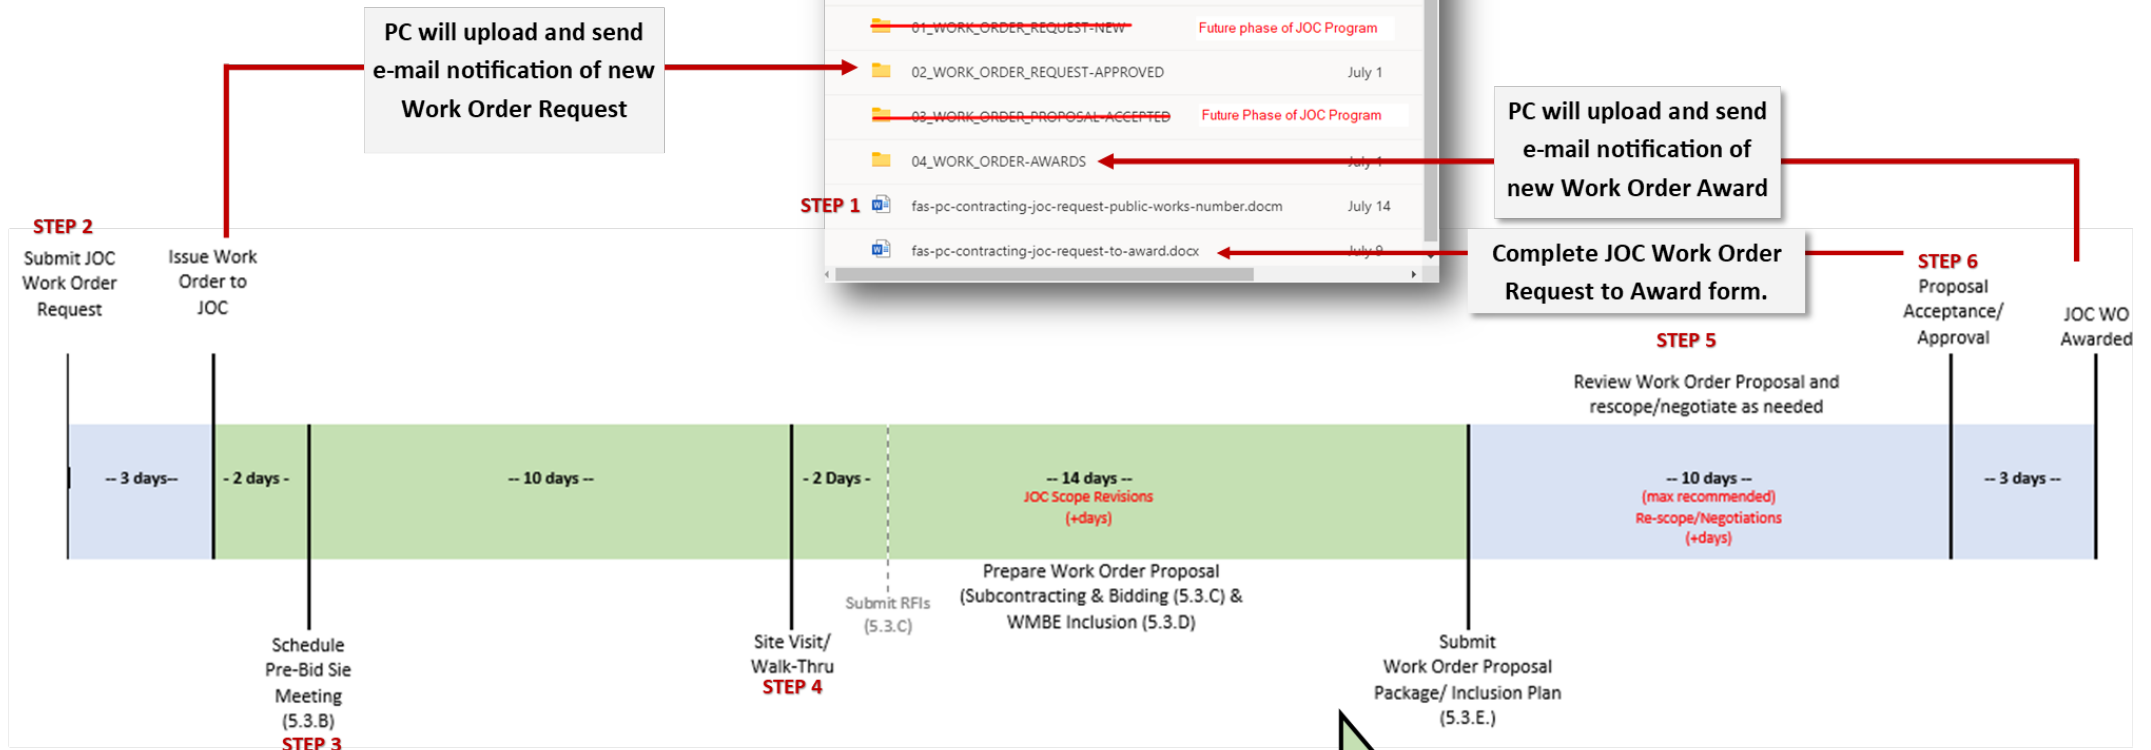 PC will upload and send
e-mail notification of new
Work Order Request
01_WORK_ORDER_REQUEST-NEW
Future phase of JOC Program
02_WORK_ORDER_REQUEST-APPROVED
July 1
03_WORK_ORDER_PROPOSAL-ACCEPTED
Future Phase of JOC Program
04_WORK_ORDER-AWARDS
July 1
STEP 1
fas-pc-contracting-joc-request-public-works-number.docm
July 14
fas-pc-contracting-joc-request-to-award.docx
July 9
PC will upload and send
e-mail notification of
new Work Order Award
Complete JOC Work Order
Request to Award form.
STEP 2
Submit JOC
Work Order
Request
Issue Work
Order to
JOC
STEP 5
Review Work Order Proposal and
rescope/negotiate as needed
STEP 6
Proposal
Acceptance/
Approval
JOC WO
Awarded
-- 3 days--
- 2 days -
-- 10 days --
- 2 Days -
-- 14 days --
JOC Scope Revisions
(+days)
-- 10 days --
(max recommended)
Re-scope/Negotiations
(+days)
-- 3 days --
Schedule
Pre-Bid Sie
Meeting
(5.3.B)
STEP 3
Site Visit/
Walk-Thru
STEP 4
Submit RFIs
(5.3.C)
Prepare Work Order Proposal
(Subcontracting & Bidding (5.3.C) &
WMBE Inclusion (5.3.D)
Submit
Work Order Proposal
Package/ Inclusion Plan
(5.3.E.)